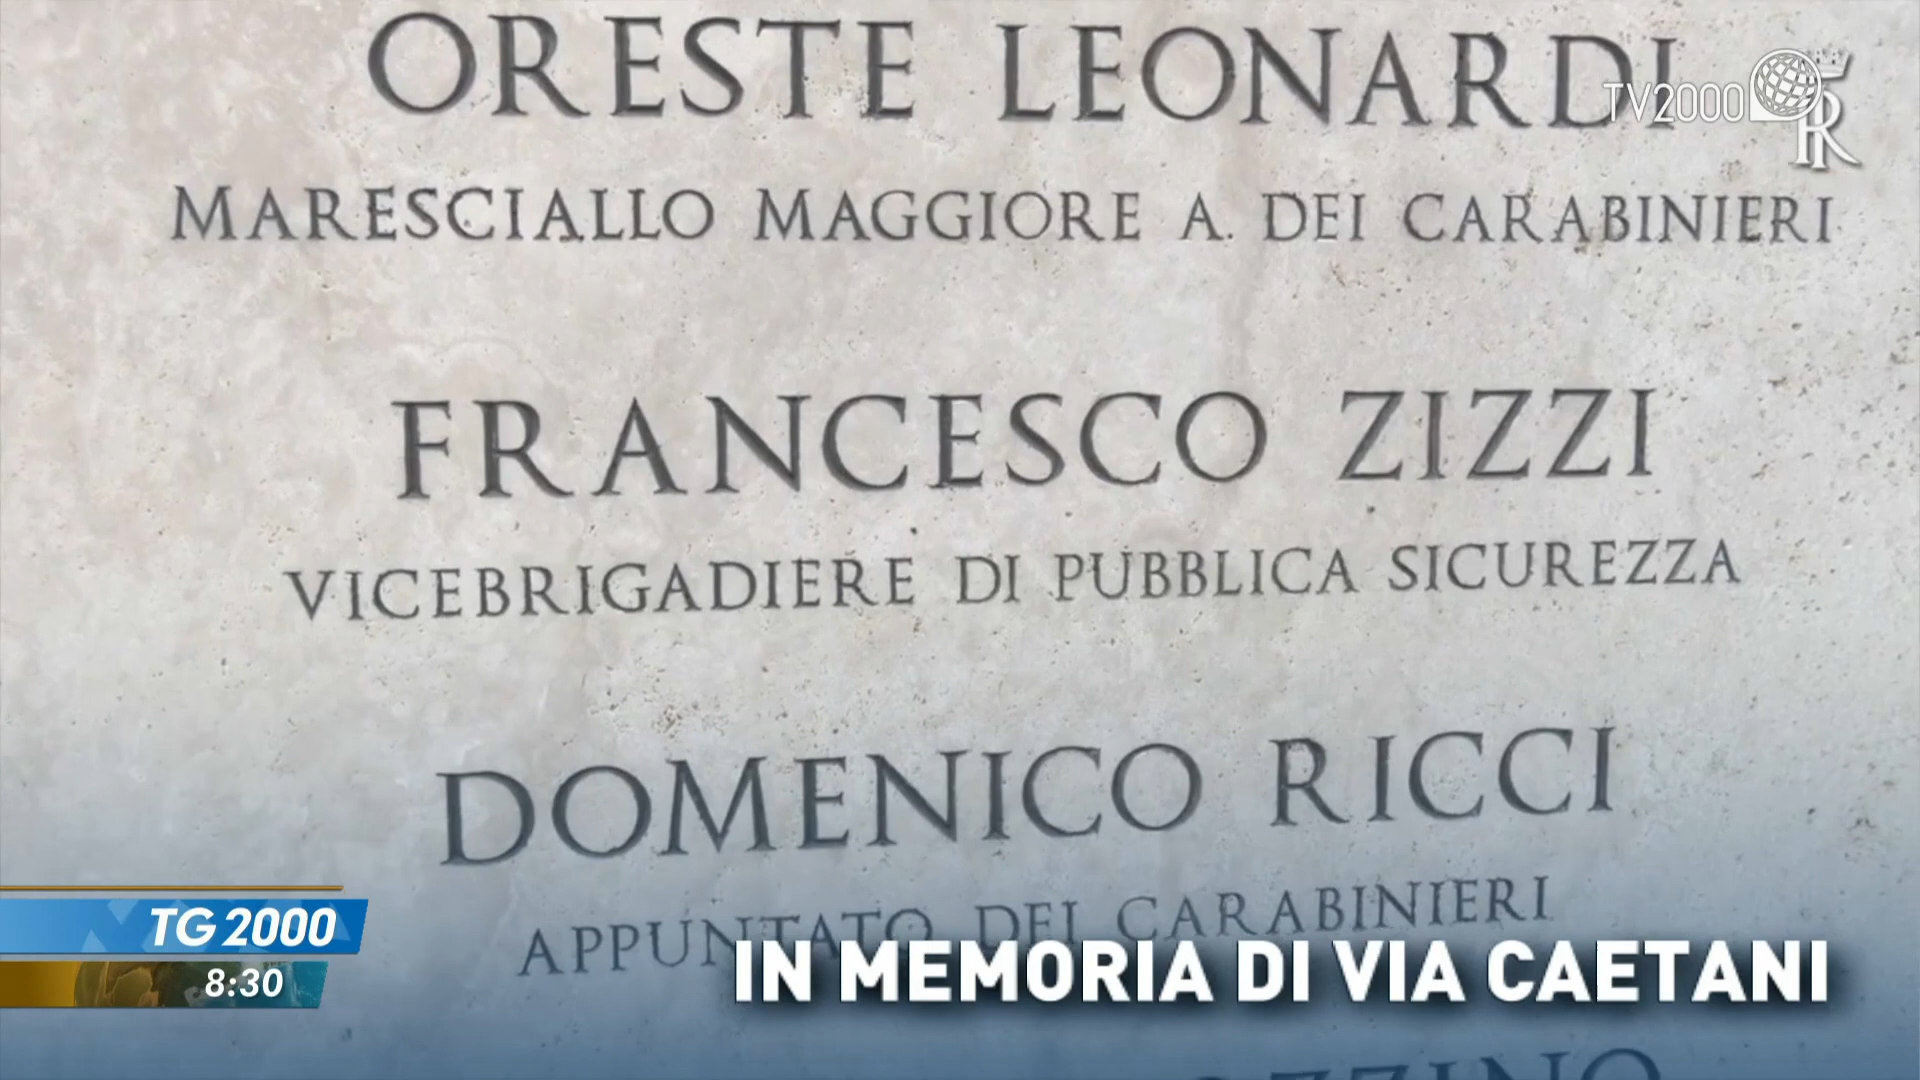 ORESTE LEONARDI
TV2000
MARESCIALLO MAGGIORE A. DEI CARABINIERI
FRANCESCO ZIZZI
VICEBRIGADIERE DI PUBBLICA SICUREZZA
DOMENICO RICCI
APPUNTATO DEI CARABINIERI
TG 2000
8:30
IN MEMORIA DI VIA CAETANI